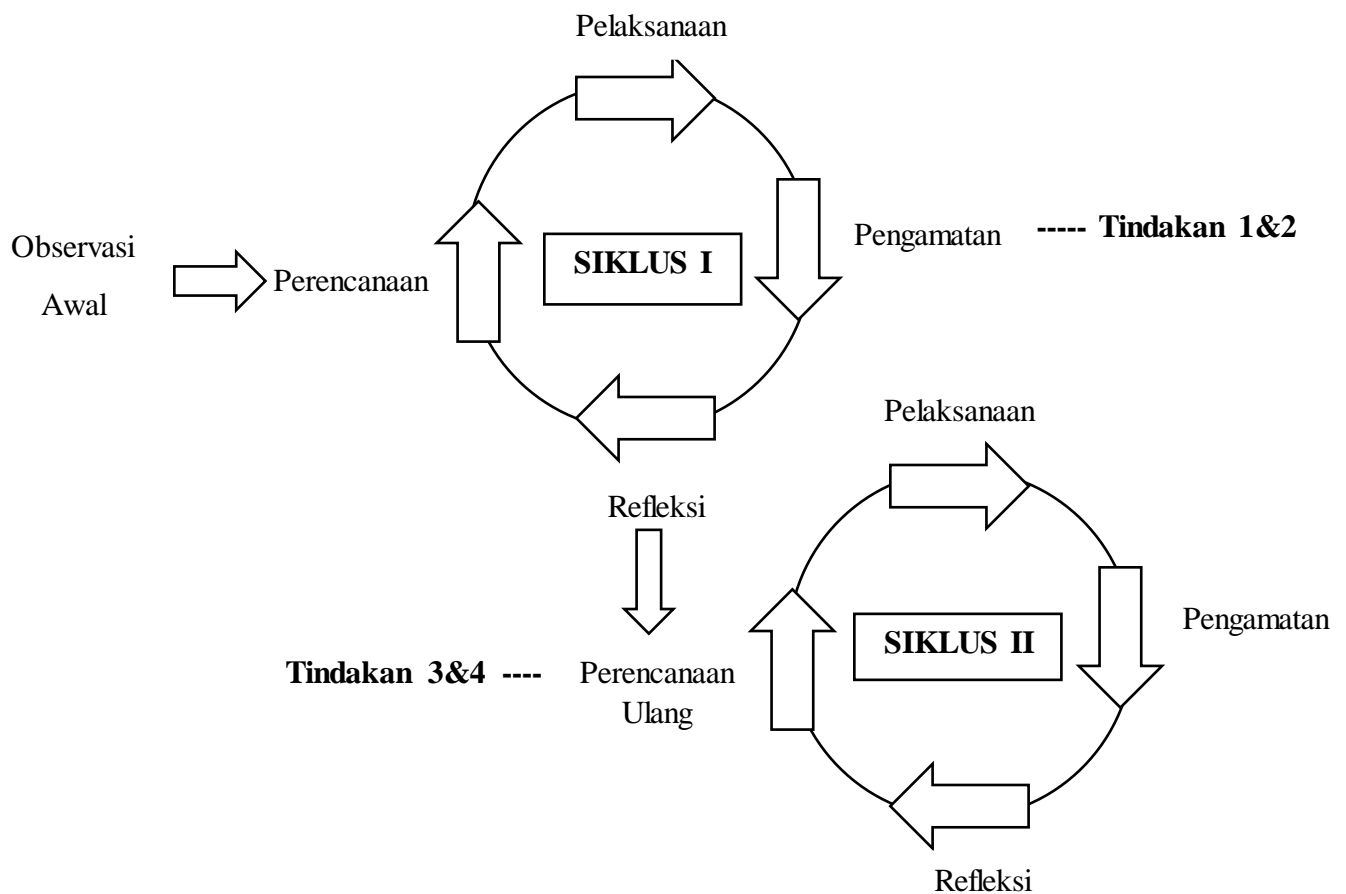 Pelaksanaan
Observasi
Awal
Perencanaan
SIKLUS I
Pengamatan
----- Tindakan 1&2
Refleksi
Pelaksanaan
Tindakan 3&4 ----
Perencanaan
Ulang
SIKLUS II
Pengamatan
Refleksi